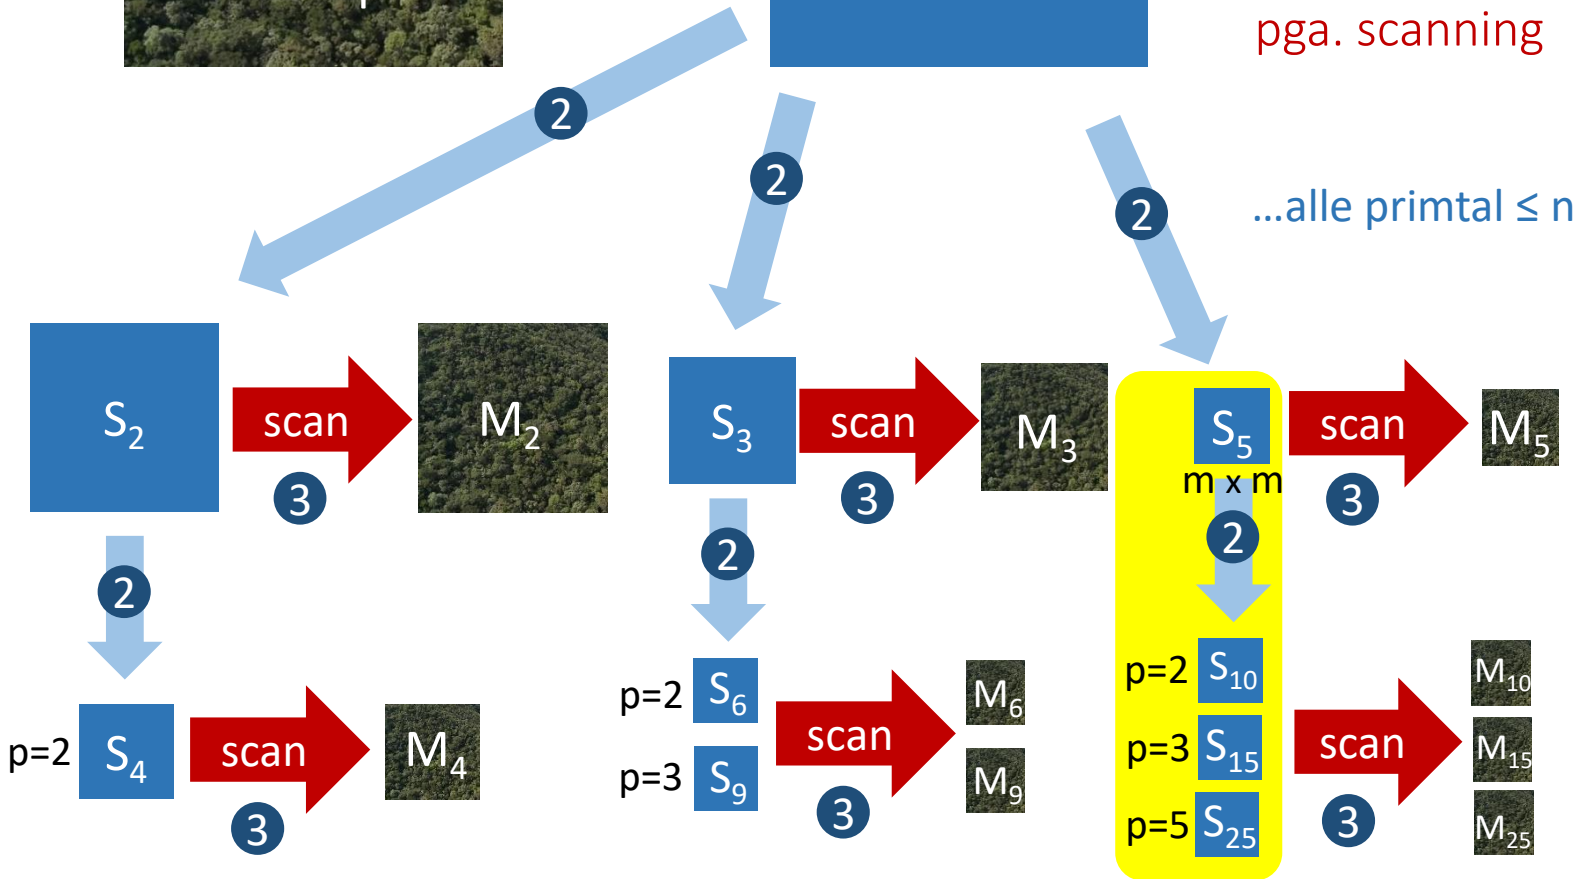 pga. scanning
2
2
2
...alle primtal ≤ n
S2
scan
M2
3
S3
scan
M3
3
S5
m x m
scan
M5
3
2
2
2
p=2 S4
scan
M4
3
p=2 S6
p=3 S9
scan
M6
M9
3
p=2 S10
p=3 S15
p=5 S25
scan
M10
M15
M25
3